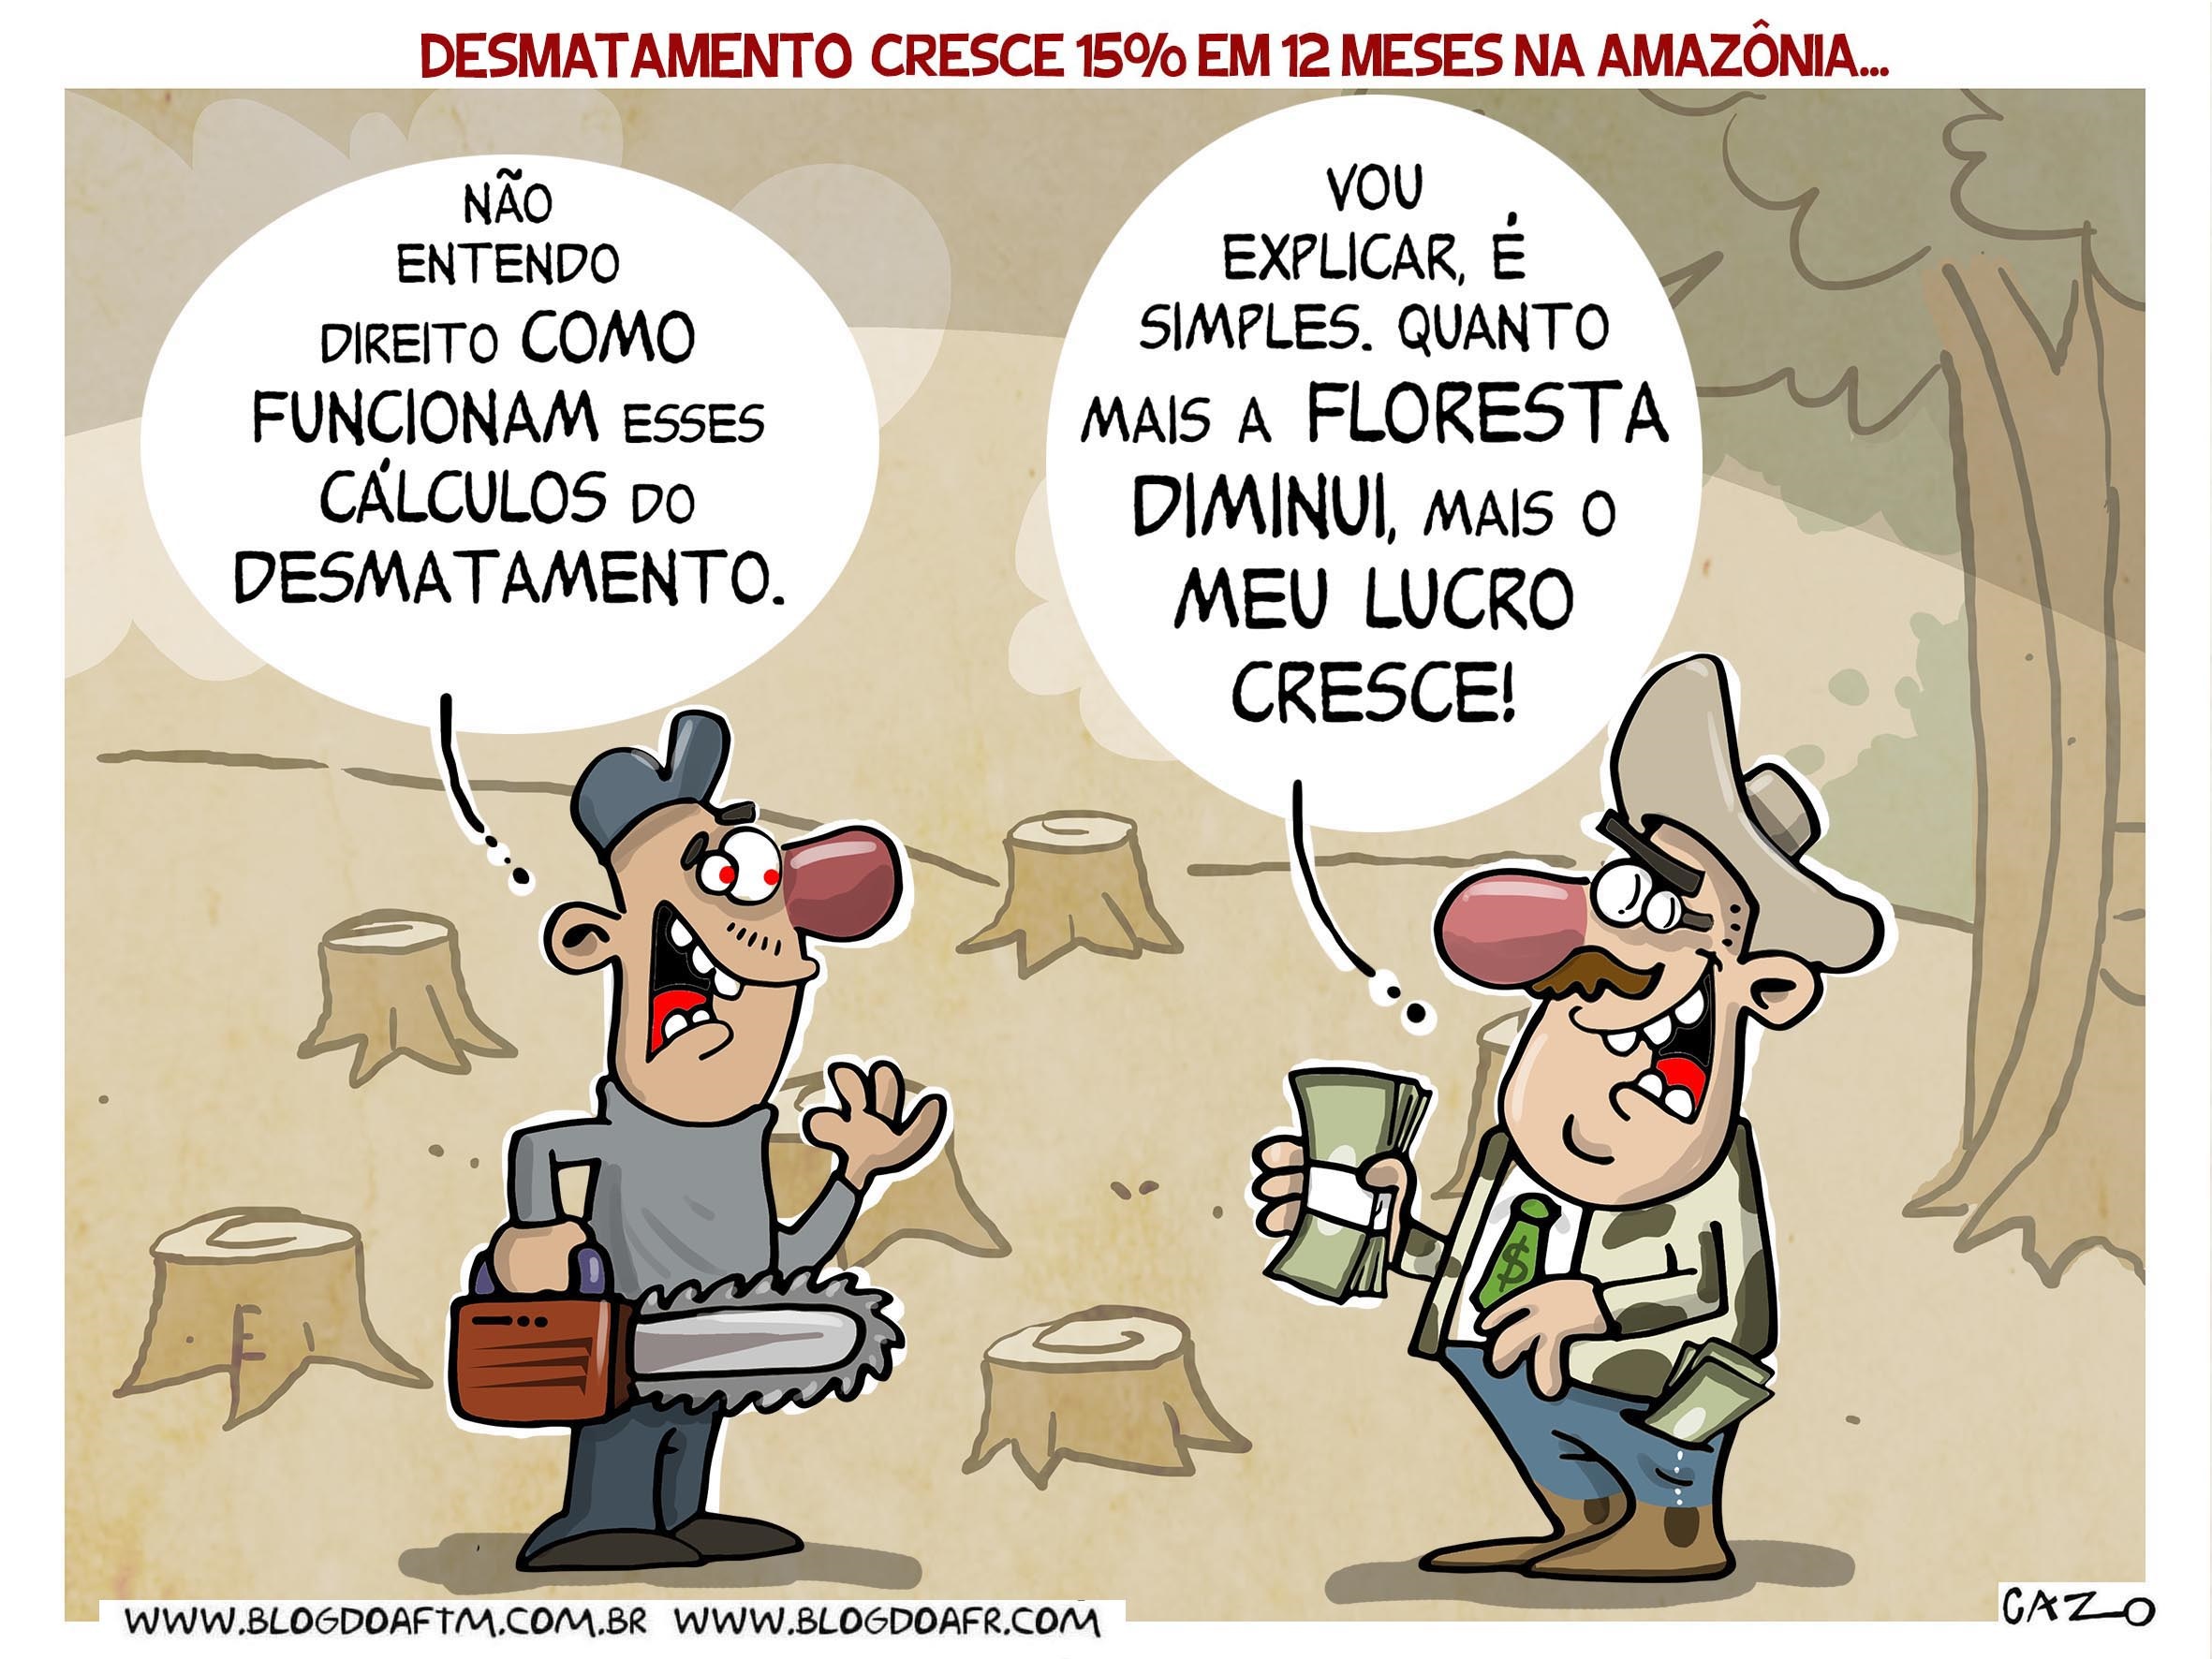 DESMATAMENTO CRESCE 15% EM 12 MESES NA AMAZÔNIA...
NÃO
ENTENDO
DIREITO COMO
FUNCIONAM ESSES
CÁLCULOS DO
DESMATAMENTO.
VOU
EXPLICAR, É
SIMPLES. QUANTO
MAIS A FLORESTA
DIMINUI, MAIS O
MEU LUCRO
CRESCE!
$
WWW.BLOGDOAFTM.COM.BR WWW.BLOGDOAFR.COM
CAZO